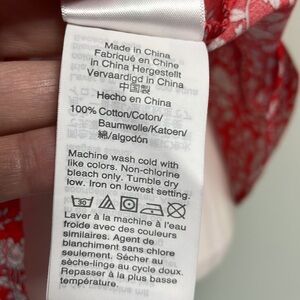 Made in China
Fabriqué en Chine
in China Hergestellt
Vervaardigd in China
中国製
Hecho en China
100% Cotton/Coton/
Baumwolle/Katoen/
綿/algodón
Machine wash cold with
like colors. Non-chlorine
bleach only. Tumble dry
low. Iron on lowest setting.
30
Laver à la machine à l'eau
froide avec des couleurs
similaires. Agent de
blanchiment sans chlore
seulement. Sécher au
sèche-linge au cycle doux.
Repasser à la plus basse
température.